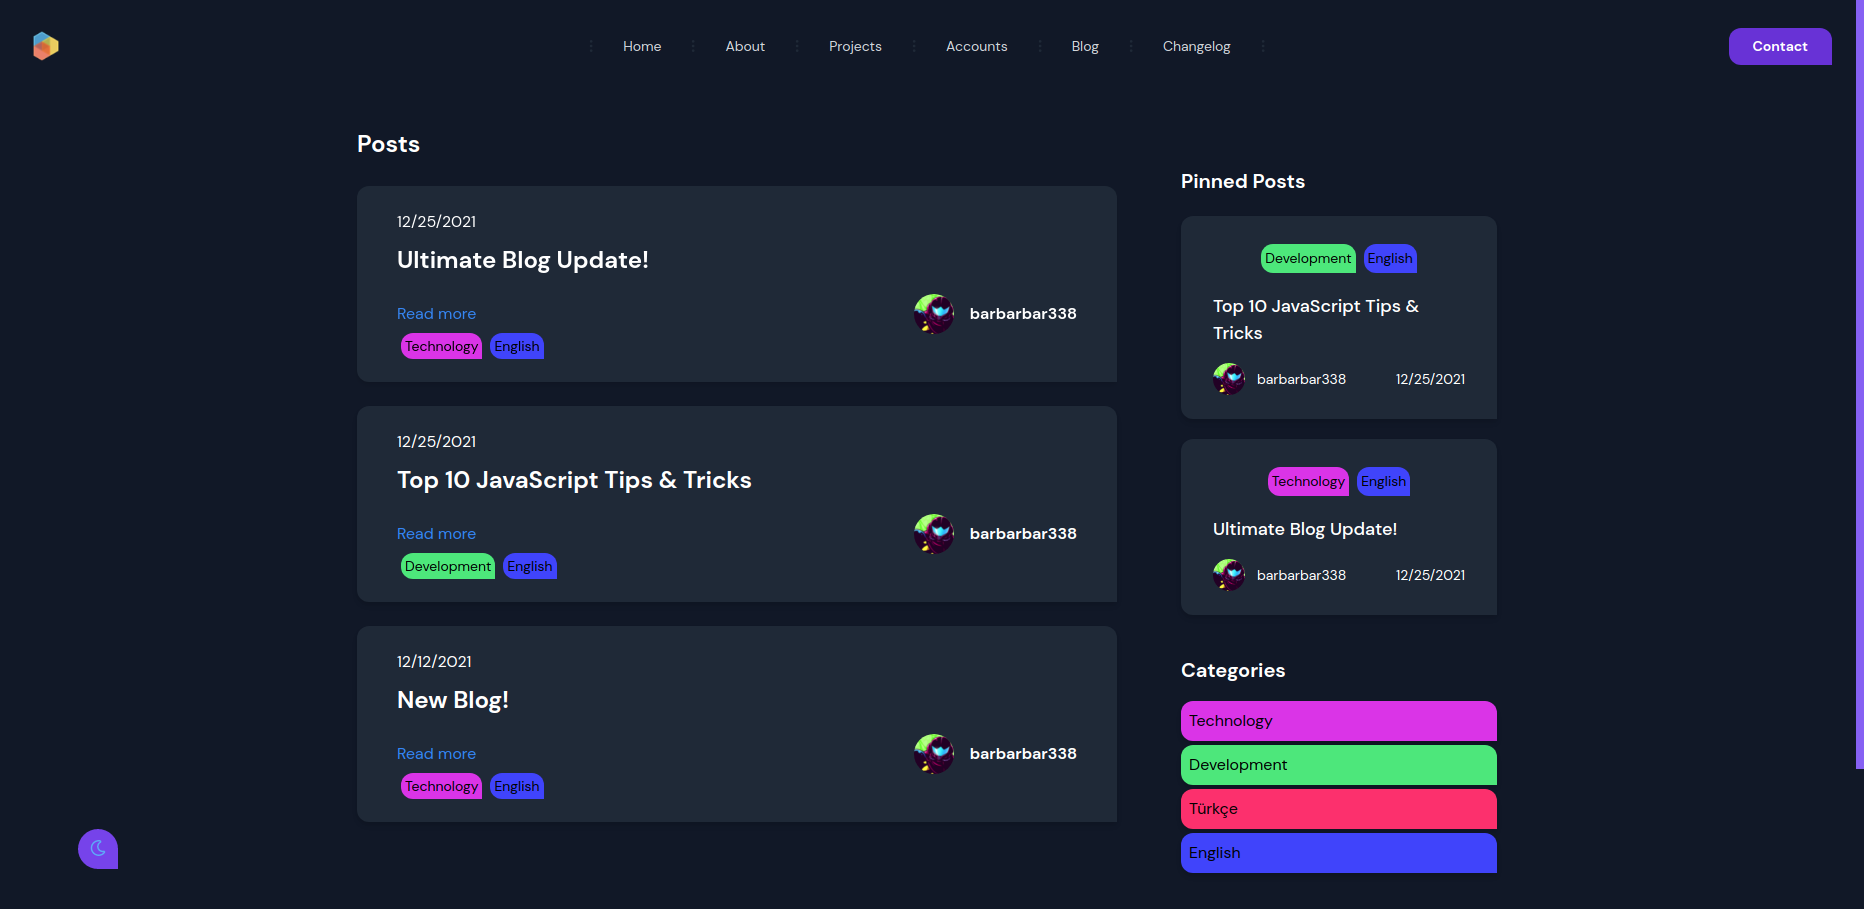 Home
About
Projects
Accounts
Blog
Changelog
Contact
Posts
12/25/2021
Ultimate Blog Update!
Read more
barbarbar338
Technology
English
12/25/2021
Top 10 JavaScript Tips & Tricks
Read more
barbarbar338
Development
English
12/12/2021
New Blog!
Read more
barbarbar338
Technology
English
Pinned Posts
Development
English
Top 10 JavaScript Tips &
Tricks
barbarbar338
12/25/2021
Technology
English
Ultimate Blog Update!
barbarbar338
12/25/2021
Categories
Technology
Development
Türkçe
English